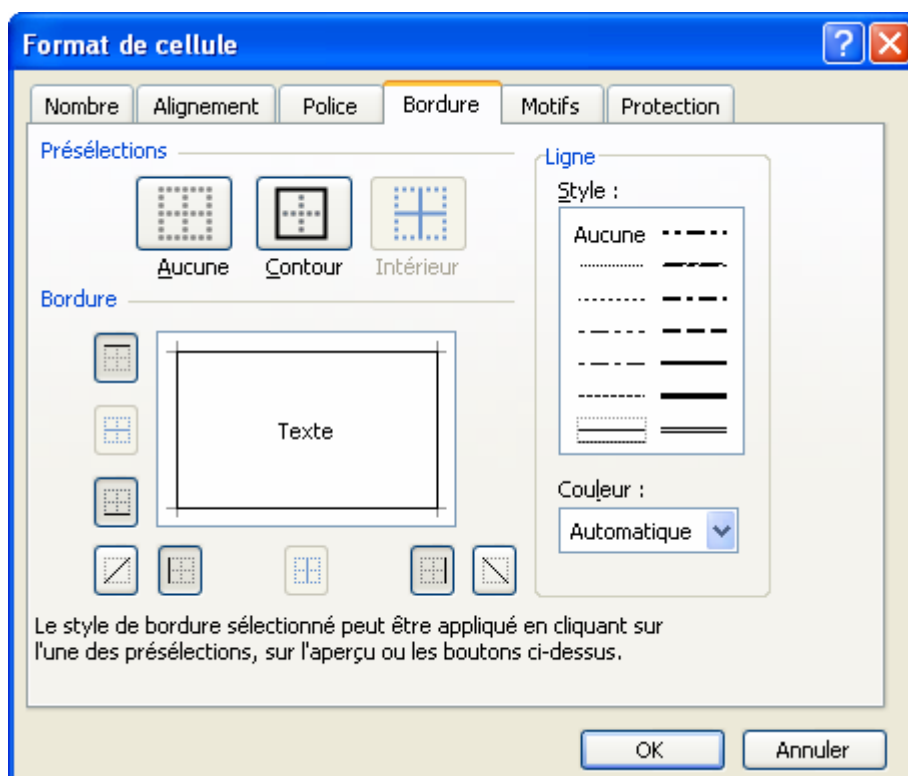 Format de cellule
Nombre Alignement Police Bordure Motifs Protection
Présélections
Aucune Contour Intérieur
Bordure
Texte
Ligne
Style :
Aucune
Couleur :
Automatique
Le style de bordure sélectionné peut être appliqué en cliquant sur
l'une des présélections, sur l'aperçu ou les boutons ci-dessus.
OK Annuler